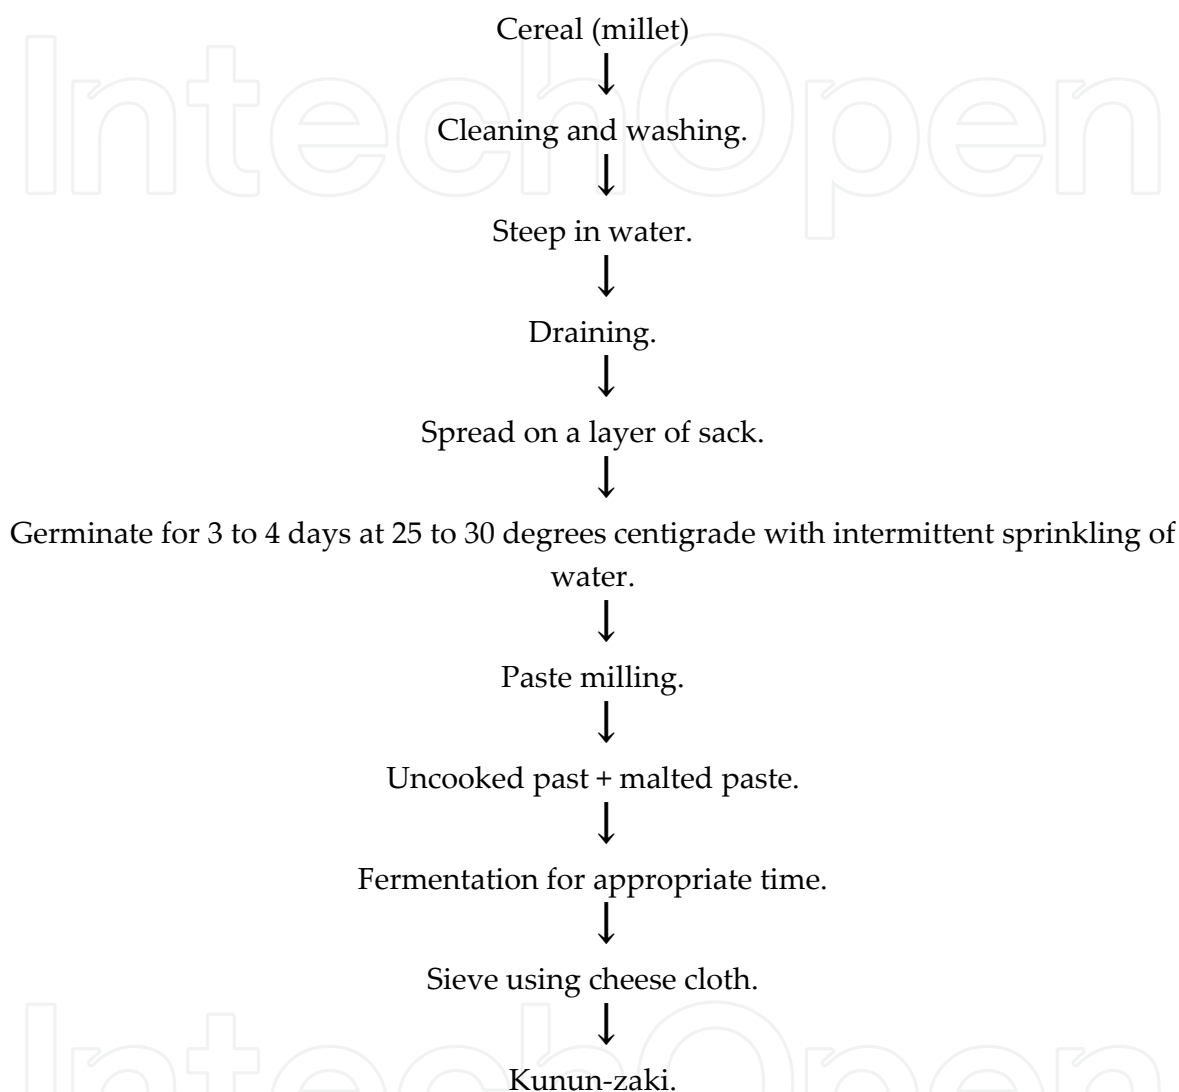 IntechOpen
Cereal (millet)
Cleaning and washing.
Steep in water.
Draining.
Spread on a layer of sack.
Germinate for 3 to 4 days at 25 to 30 degrees centigrade with intermittent sprinkling of
water.
Paste milling.
Uncooked past + malted paste.
Fermentation for appropriate time.
Sieve using cheese cloth.
IntechOpen
Kunun-zaki.